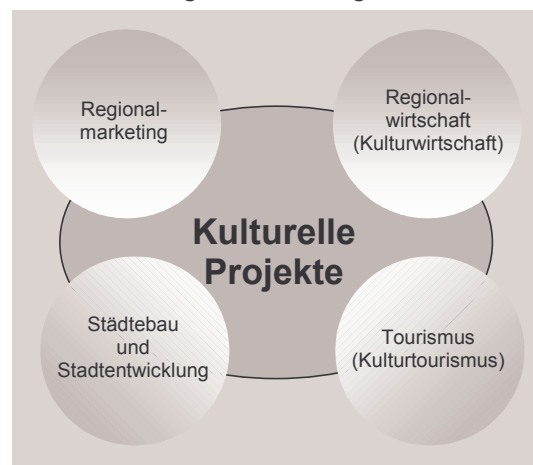 Regional-
marketing
Regional-
wirtschaft
(Kulturwirtschaft)
Kulturelle
Projekte
Städtebau
und
Stadtentwicklung
Tourismus
(Kulturtourismus)